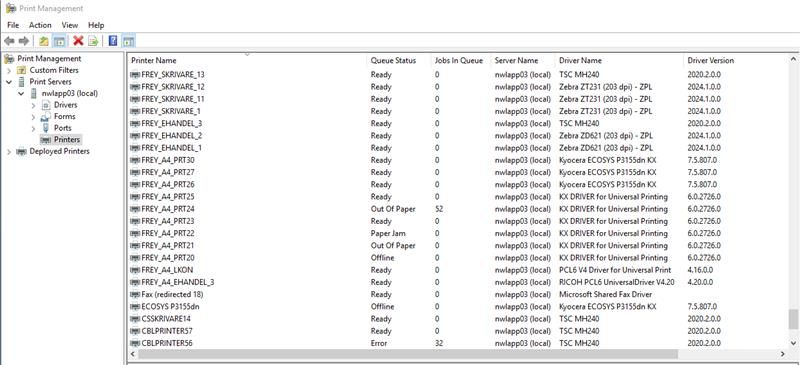 Print Management
File Action View Help
Print Management
Custom Filters
Print Servers
nwlapp03 (local)
Drivers
Forms
Ports
Printers
Deployed Printers
Printer Name Queue Status Jobs In Queue Server Name Driver Name Driver Version
FREY_SKRIVARE_13 Ready 0 nwlapp03 (local) TSC MH240 2020.2.0.0
FREY_SKRIVARE_12 Ready 0 nwlapp03 (local) Zebra ZT231 (203 dpi) - ZPL 2024.1.0.0
FREY_SKRIVARE_11 Ready 0 nwlapp03 (local) Zebra ZT231 (203 dpi) - ZPL 2024.1.0.0
FREY_SKRIVARE_1 Ready 0 nwlapp03 (local) Zebra ZT231 (203 dpi) - ZPL 2024.1.0.0
FREY_EHANDEL_3 Ready 0 nwlapp03 (local) TSC MH240 2020.2.0.0
FREY_EHANDEL_2 Ready 0 nwlapp03 (local) Zebra ZD621 (203 dpi) - ZPL 2024.1.0.0
FREY_EHANDEL_1 Ready 0 nwlapp03 (local) Zebra ZD621 (203 dpi) - ZPL 2024.1.0.0
FREY_A4_PRT30 Ready 0 nwlapp03 (local) Kyocera ECOSYS P3155dn KX 7.5.807.0
FREY_A4_PRT27 Ready 0 nwlapp03 (local) Kyocera ECOSYS P3155dn KX 7.5.807.0
FREY_A4_PRT26 Ready 0 nwlapp03 (local) Kyocera ECOSYS P3155dn KX 7.5.807.0
FREY_A4_PRT25 Ready 0 nwlapp03 (local) KX DRIVER for Universal Printing 6.0.2726.0
FREY_A4_PRT24 Out Of Paper 52 nwlapp03 (local) KX DRIVER for Universal Printing 6.0.2726.0
FREY_A4_PRT23 Ready 0 nwlapp03 (local) KX DRIVER for Universal Printing 6.0.2726.0
FREY_A4_PRT22 Paper Jam 0 nwlapp03 (local) KX DRIVER for Universal Printing 6.0.2726.0
FREY_A4_PRT21 Out Of Paper 0 nwlapp03 (local) KX DRIVER for Universal Printing 6.0.2726.0
FREY_A4_PRT20 Offline 0 nwlapp03 (local) KX DRIVER for Universal Printing 6.0.2726.0
FREY_A4_LKON Ready 0 nwlapp03 (local) PCL6 V4 Driver for Universal Print 4.16.0.0
FREY_A4_EHANDEL_3 Ready 0 nwlapp03 (local) RICOH PCL6 UniversalDriver V4.20 4.20.0.0
Fax (redirected 18) Ready 0 nwlapp03 (local) Microsoft Shared Fax Driver
ECOSYS P3155dn Offline 0 nwlapp03 (local) Kyocera ECOSYS P3155dn KX 7.5.807.0
CSSKRIVARE14 Ready 0 nwlapp03 (local) TSC MH240 2020.2.0.0
CBLPRINTER57 Ready 0 nwlapp03 (local) TSC MH240 2020.2.0.0
CBLPRINTER56 Error 32 nwlapp03 (local) TSC MH240 2020.2.0.0